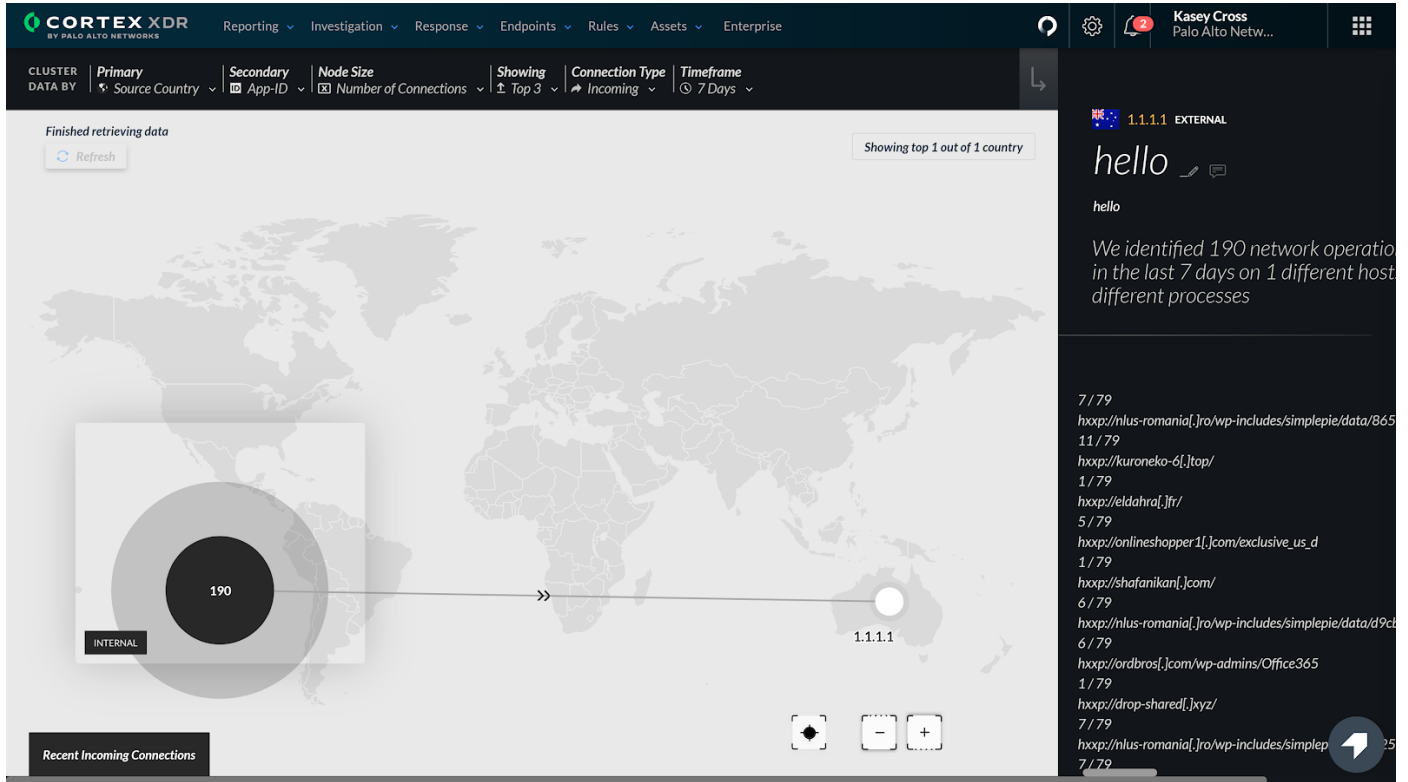 CORTEX XDR
BY PALO ALTO NETWORKS
Reporting Investigation Response Endpoints Rules Assets Enterprise
2
Kasey Cross
Palo Alto Netw...
CLUSTER DATA BY
Primary
Source Country
Secondary
ID App-ID
Node Size
Number of Connections
Showing
Top 3
Connection Type
Incoming
Timeframe
7 Days
Finished retrieving data
Refresh
Showing top 1 out of 1 country
190
INTERNAL
1.1.1.1
Recent Incoming Connections
1.1.1.1 EXTERNAL
hello
hello
We identified 190 network operatio
in the last 7 days on 1 different host
different processes
7 / 79
hxxp://nlus-romania[.]ro/wp-includes/simplepie/data/865
11 / 79
hxxp://kuroneko-6[.]top/
1 / 79
hxxp://eldahra[.]fr/
5 / 79
hxxp://onlineshopper1[.]com/exclusive_us_d
1 / 79
hxxp://shafanikan[.]com/
6 / 79
hxxp://nlus-romania[.]ro/wp-includes/simplepie/data/d9cb
6 / 79
hxxp://ordbros[.]com/wp-admins/Office365
1 / 79
hxxp://drop-shared[.]xyz/
7 / 79
hxxp://nlus-romania[.]ro/wp-includes/simplep
7 / 79